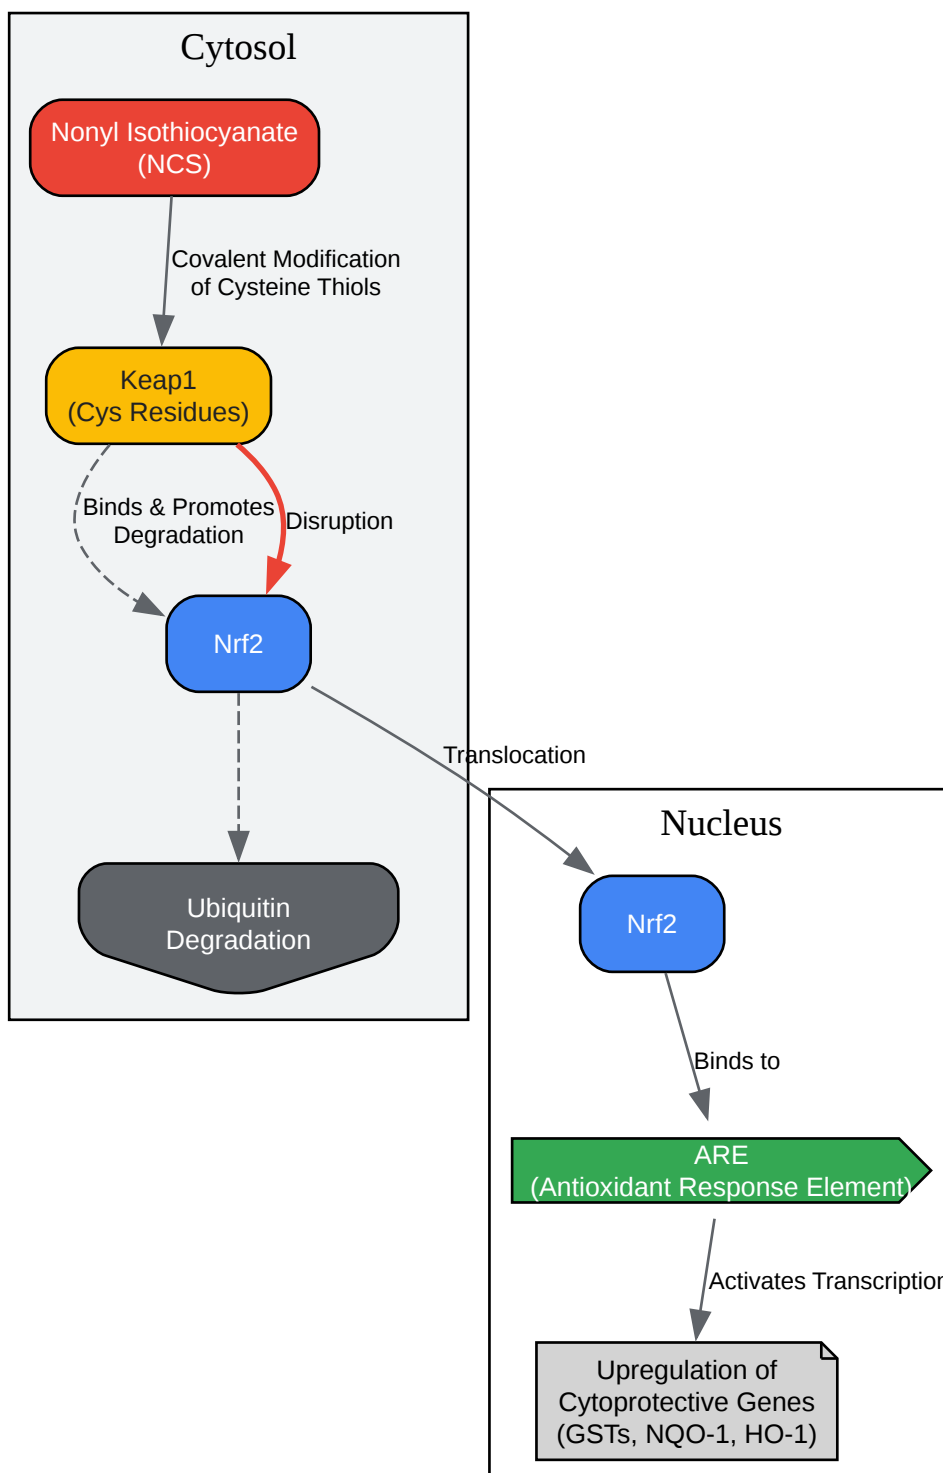 Cytosol
Nonyl Isothiocyanate
(NCS)
Covalent Modification
of Cysteine Thiols
Keap1
(Cys Residues)
Binds & Promotes
Degradation
Disruption
Nrf2
Translocation
Ubiquitin
Degradation
Nucleus
Nrf2
Binds to
ARE
(Antioxidant Response Element)
Activates Transcription
Upregulation of
Cytoprotective Genes
(GSTs, NQO-1, HO-1)